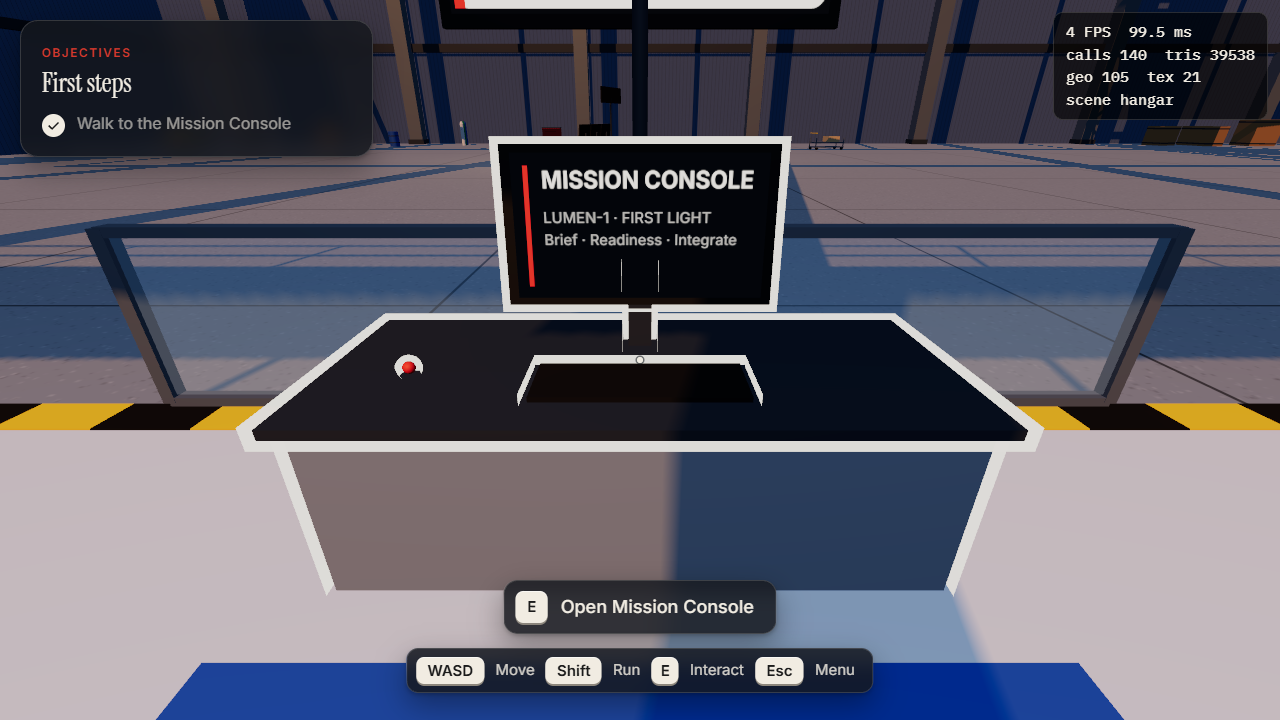 OBJECTIVES
First steps
Walk to the Mission Console
4 FPS 99.5 ms
calls 140 tris 39538
geo 105 tex 21
scene hangar
MISSION CONSOLE
LUMEN-1 · FIRST LIGHT
Brief · Readiness · Integrate
E Open Mission Console
WASD Move Shift Run E Interact Esc Menu